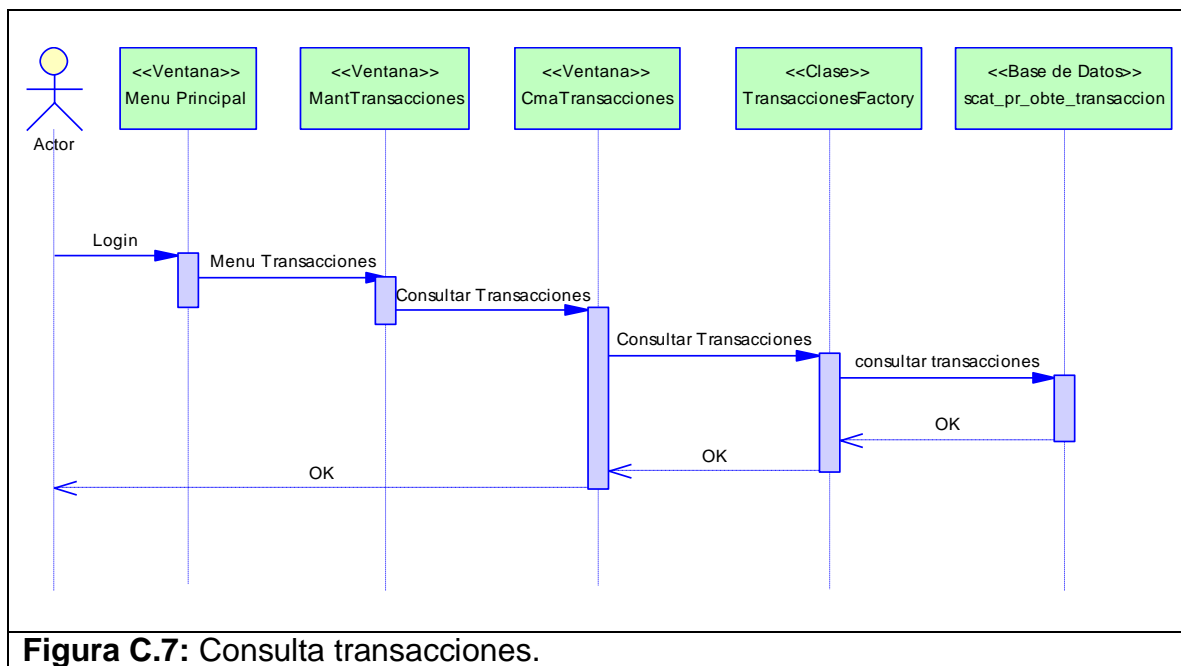 <<Ventana>>
Menu Principal
<<Ventana>>
MantTransacciones
<<Ventana>>
CmaTransacciones
<<Clase>>
TransaccionesFactory
<<Base de Datos>>
scat_pr_obte_transaccion
Actor
Login
Menu Transacciones
Consultar Transacciones
Consultar Transacciones
consultar transacciones
OK
OK
OK
Figura C.7: Consulta transacciones.